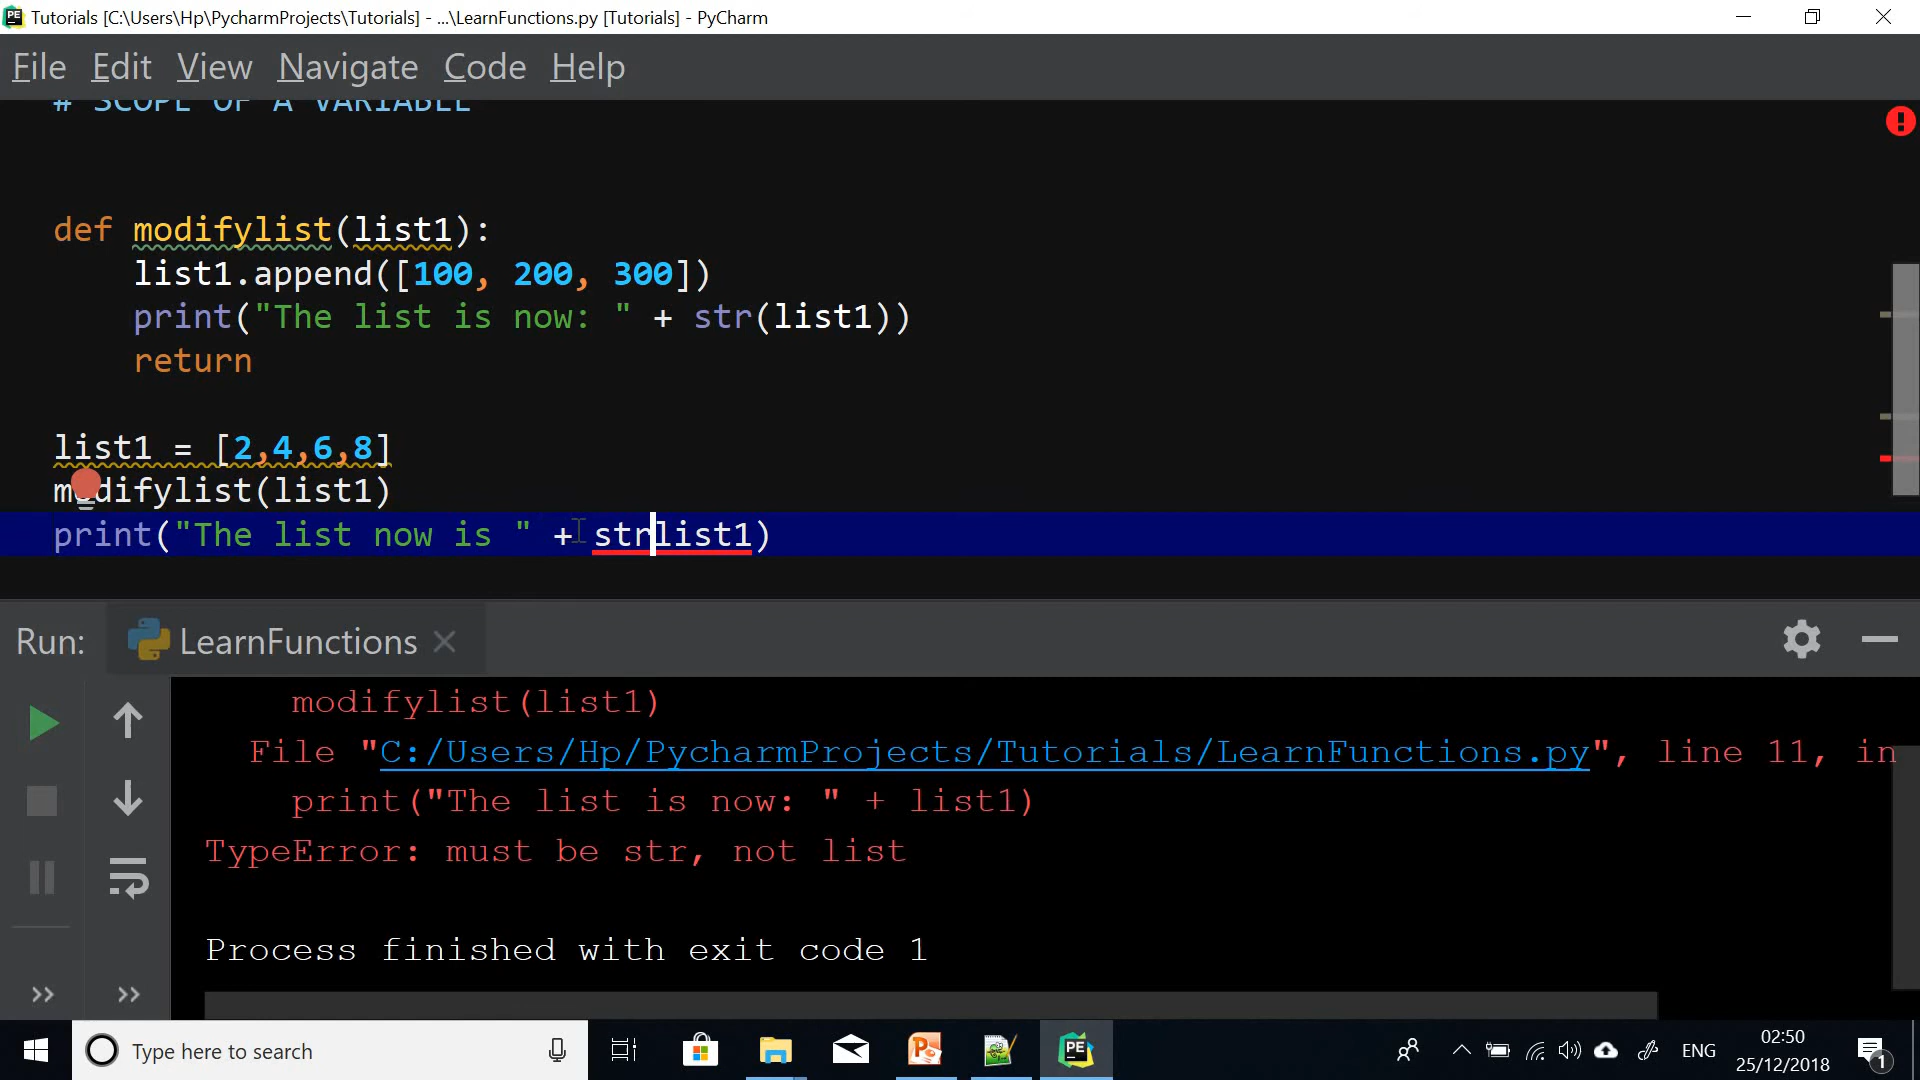 Tutorials [C:\Users\Hp\PycharmProjects\Tutorials] - ...\LearnFunctions.py [Tutorials] - PyCharm
File Edit View Navigate Code Help
# SCOPE OF A VARIABLE
def modifylist(list1):
    list1.append([100, 200, 300])
    print("The list is now: " + str(list1))
    return
list1 = [2,4,6,8]
modifylist(list1)
print("The list now is " + strlist1)
Run: LearnFunctions
modifylist(list1)
File "C:/Users/Hp/PycharmProjects/Tutorials/LearnFunctions.py", line 11, in
print("The list is now: " + list1)
TypeError: must be str, not list
Process finished with exit code 1
Type here to search
ENG
02:50
25/12/2018
1